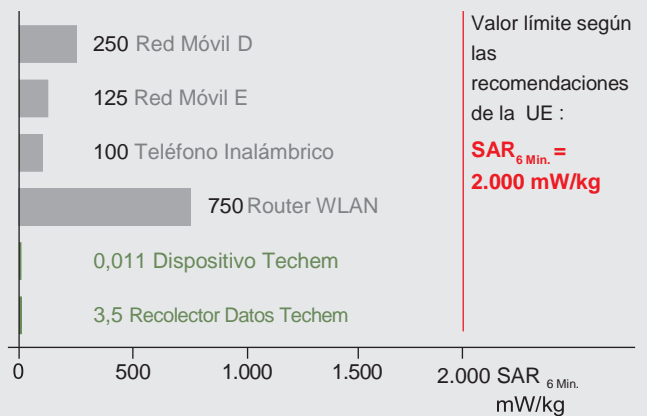 250 Red Móvil D
125 Red Móvil E
100 Teléfono Inalámbrico
750 Router WLAN
0,011 Dispositivo Techem
3,5 Recolector Datos Techem
Valor límite según
las
recomendaciones
de la UE :
SAR6 Min. =
2.000 mW/kg
0 500 1.000 1.500 2.000 SAR 6 Min.
mW/kg